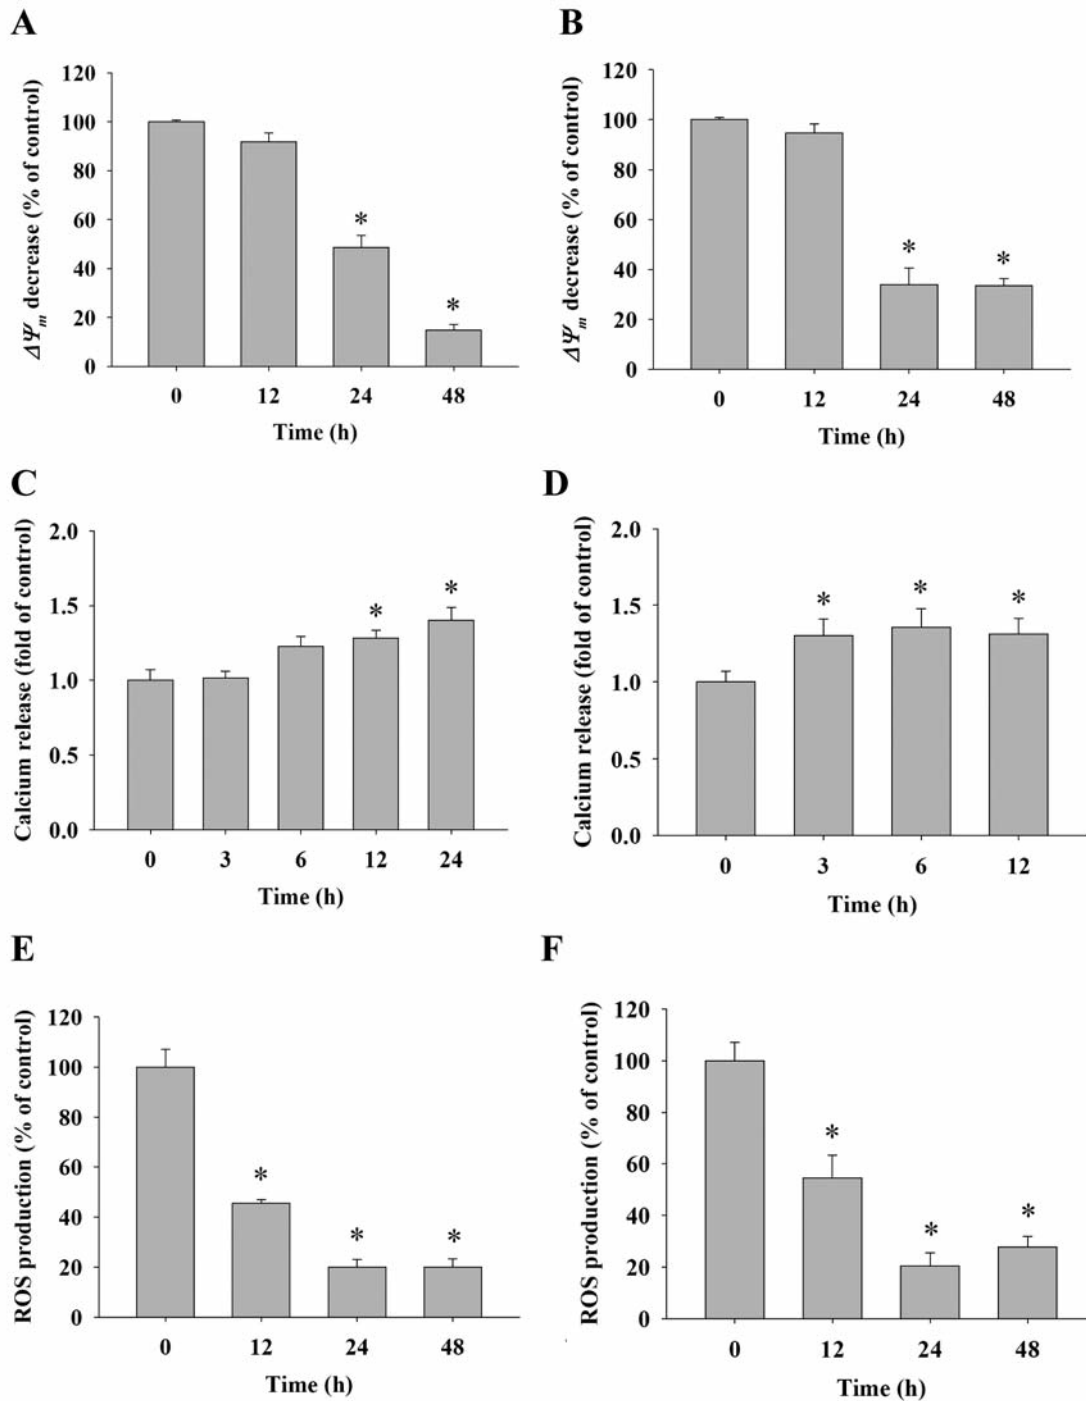 A
ΔΨm decrease (% of control)
120
100
80
60
40
20
0
*
*
0 12 24 48
Time (h)
B
ΔΨm decrease (% of control)
120
100
80
60
40
20
0
*
*
0 12 24 48
Time (h)
C
Calcium release (fold of control)
2.0
1.5
1.0
0.5
0.0
*
*
0 3 6 12 24
Time (h)
D
Calcium release (fold of control)
2.0
1.5
1.0
0.5
0.0
*
*
*
0 3 6 12
Time (h)
E
ROS production (% of control)
120
100
80
60
40
20
0
*
*
*
0 12 24 48
Time (h)
F
ROS production (% of control)
120
100
80
60
40
20
0
*
*
*
0 12 24 48
Time (h)